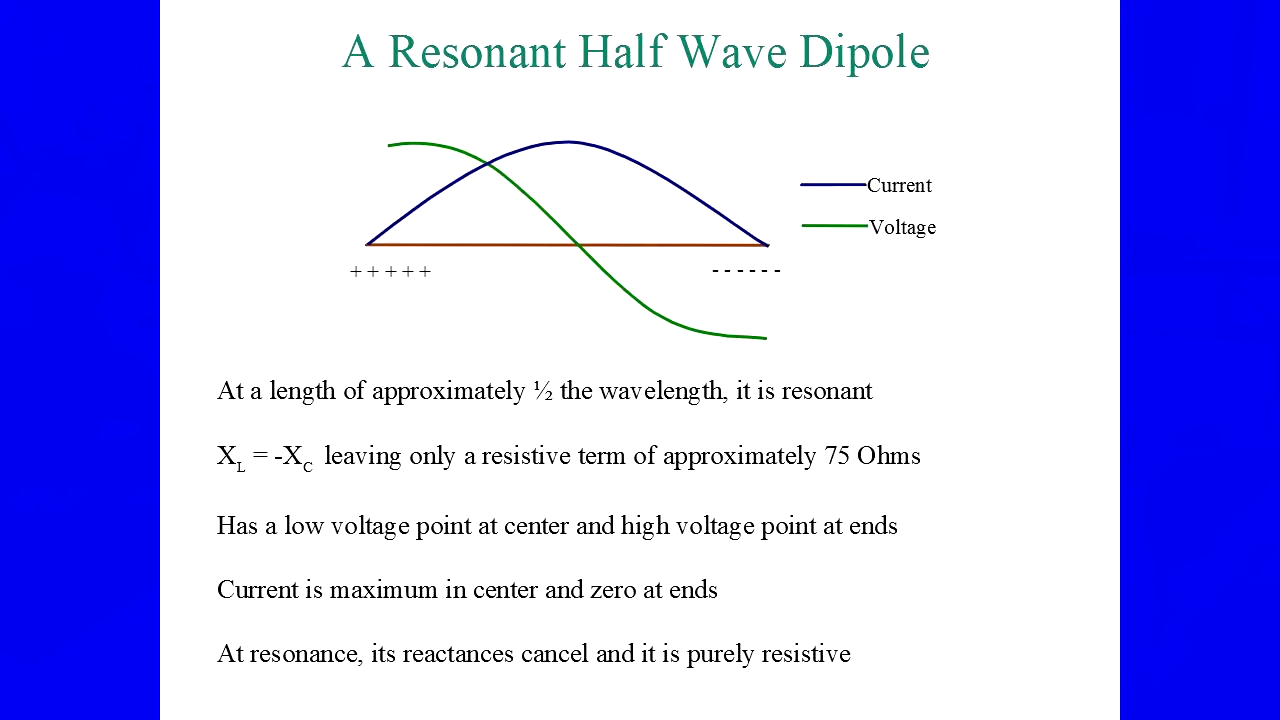 A Resonant Half Wave Dipole
Current
Voltage
+ + + + +
- - - - - -
At a length of approximately ½ the wavelength, it is resonant
XL = -XC leaving only a resistive term of approximately 75 Ohms
Has a low voltage point at center and high voltage point at ends
Current is maximum in center and zero at ends
At resonance, its reactances cancel and it is purely resistive